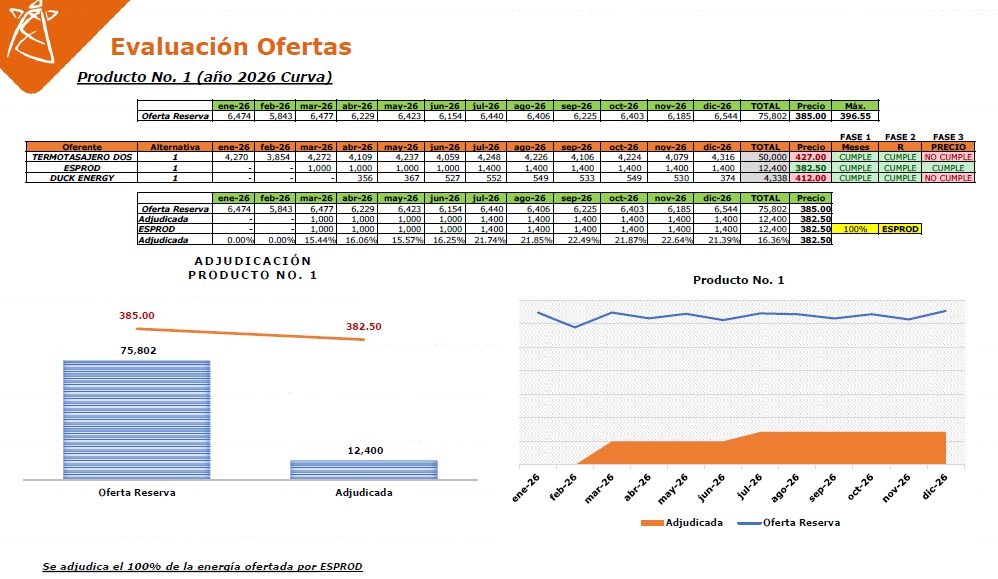 Evaluación Ofertas
Producto No. 1 (año 2026 Curva)
ene-26 feb-26 mar-26 abr-26 may-26 jun-26 jul-26 ago-26 sep-26 oct-26 nov-26 dic-26 TOTAL Precio Máx.
Oferta Reserva 6,474 5,843 6,477 6,229 6,423 6,154 6,440 6,406 6,225 6,403 6,185 6,544 75,802 385.00 396.55
FASE 1 FASE 2 FASE 3
Oferente Alternativa ene-26 feb-26 mar-26 abr-26 may-26 jun-26 jul-26 ago-26 sep-26 oct-26 nov-26 dic-26 TOTAL Precio Meses R PRECIO
TERMOTASAJERO DOS 1 4,270 3,854 4,272 4,109 4,237 4,059 4,248 4,226 4,106 4,224 4,079 4,316 50,000 427.00 CUMPLE CUMPLE NO CUMPLE
ESPROD 1 - - 1,000 1,000 1,000 1,000 1,400 1,400 1,400 1,400 1,400 1,400 12,400 382.50 CUMPLE CUMPLE CUMPLE
DUCK ENERGY 1 - - - 356 367 527 552 549 533 549 530 374 4,338 412.00 CUMPLE CUMPLE NO CUMPLE
ene-26 feb-26 mar-26 abr-26 may-26 jun-26 jul-26 ago-26 sep-26 oct-26 nov-26 dic-26 TOTAL Precio
Oferta Reserva 6,474 5,843 6,477 6,229 6,423 6,154 6,440 6,406 6,225 6,403 6,185 6,544 75,802 385.00
Adjudicada - - 1,000 1,000 1,000 1,000 1,400 1,400 1,400 1,400 1,400 1,400 12,400 382.50
ESPROD - - 1,000 1,000 1,000 1,000 1,400 1,400 1,400 1,400 1,400 1,400 12,400 382.50 100% ESPROD
Adjudicada 0.00% 0.00% 15.44% 16.06% 15.57% 16.25% 21.74% 21.85% 22.49% 21.87% 22.64% 21.39% 16.36% 382.50
ADJUDICACIÓN
PRODUCTO NO. 1
385.00
382.50
75,802
12,400
Oferta Reserva Adjudicada
Producto No. 1
ene-26 feb-26 mar-26 abr-26 may-26 jun-26 jul-26 ago-26 sep-26 oct-26 nov-26 dic-26
Adjudicada Oferta Reserva
Se adjudica el 100% de la energía ofertada por ESPROD